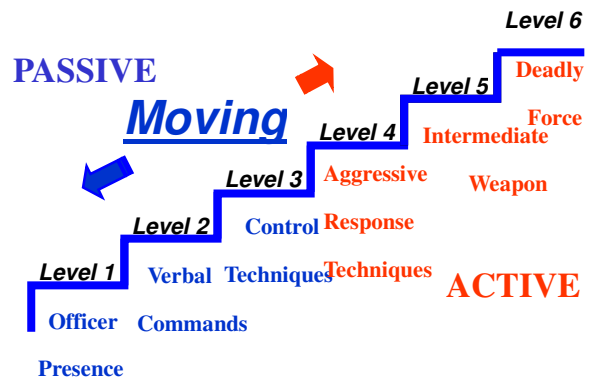 Level 6
PASSIVE
Deadly
Force
Level 5
Moving
Intermediate
Weapon
Level 4
Aggressive
Response
Techniques
Level 3
Control
Techniques
Level 2
Verbal
Commands
Level 1
Officer
Presence
ACTIVE